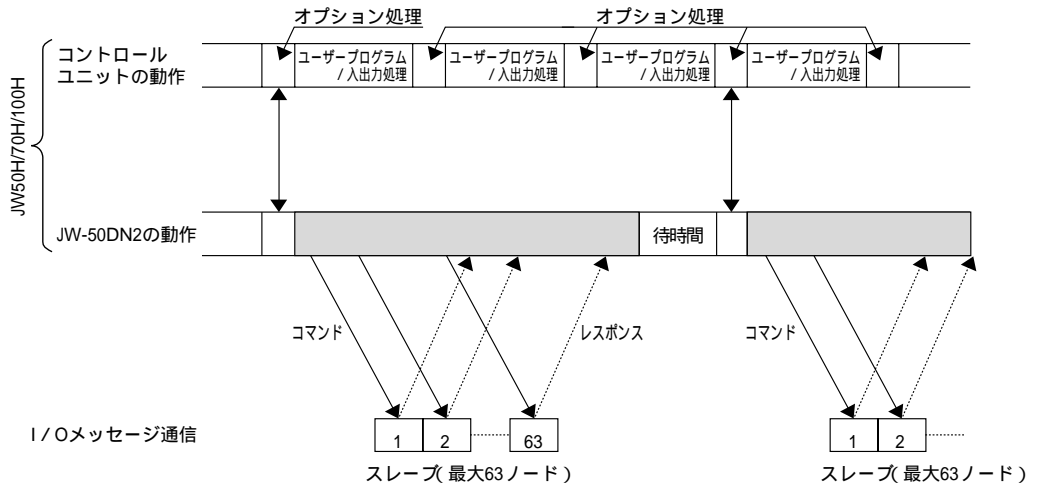 オプション処理
オプション処理
JW50H/70H/100H
コントロール
ユニットの動作
ユーザープログラム
/ 入出力処理
ユーザープログラム
/ 入出力処理
ユーザープログラム
/ 入出力処理
ユーザープログラム
/ 入出力処理
JW-50DN2の動作
待時間
コマンド
レスポンス
コマンド
I / Oメッセージ通信
1
2
63
1
2
スレーブ( 最大63ノード )
スレーブ( 最大63ノード )